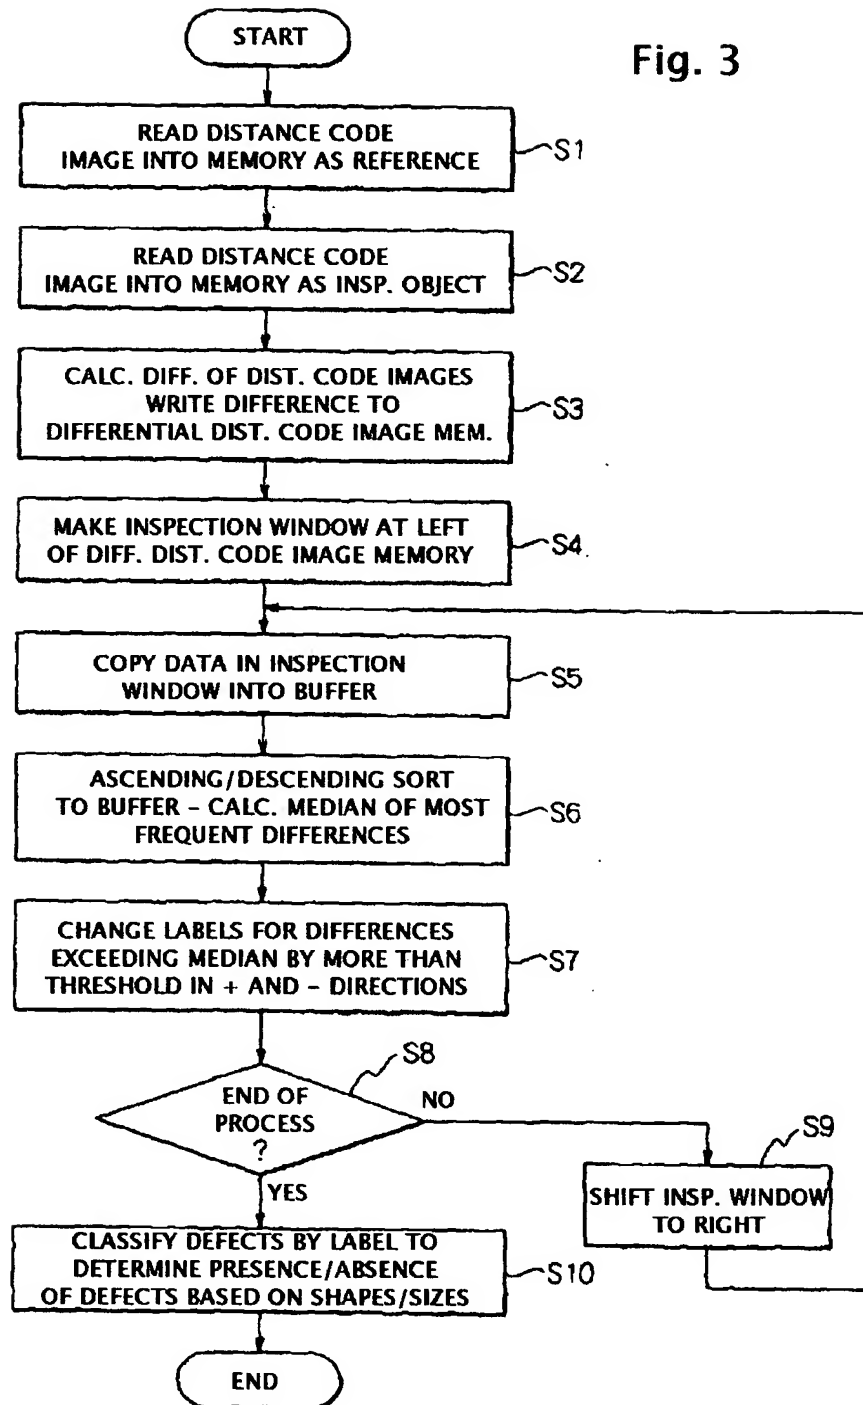 START
Fig. 3
READ DISTANCE CODE
IMAGE INTO MEMORY AS REFERENCE
S1
READ DISTANCE CODE
IMAGE INTO MEMORY AS INSP. OBJECT
S2
CALC. DIFF. OF DIST. CODE IMAGES
WRITE DIFFERENCE TO
DIFFERENTIAL DIST. CODE IMAGE MEM.
S3
MAKE INSPECTION WINDOW AT LEFT
OF DIFF. DIST. CODE IMAGE MEMORY
S4
COPY DATA IN INSPECTION
WINDOW INTO BUFFER
S5
ASCENDING/DESCENDING SORT
TO BUFFER – CALC. MEDIAN OF MOST
FREQUENT DIFFERENCES
S6
CHANGE LABELS FOR DIFFERENCES
EXCEEDING MEDIAN BY MORE THAN
THRESHOLD IN + AND – DIRECTIONS
S7
S8
END OF
PROCESS
?
NO
YES
S9
SHIFT INSP. WINDOW
TO RIGHT
CLASSIFY DEFECTS BY LABEL TO
DETERMINE PRESENCE/ABSENCE
OF DEFECTS BASED ON SHAPES/SIZES
S10
END